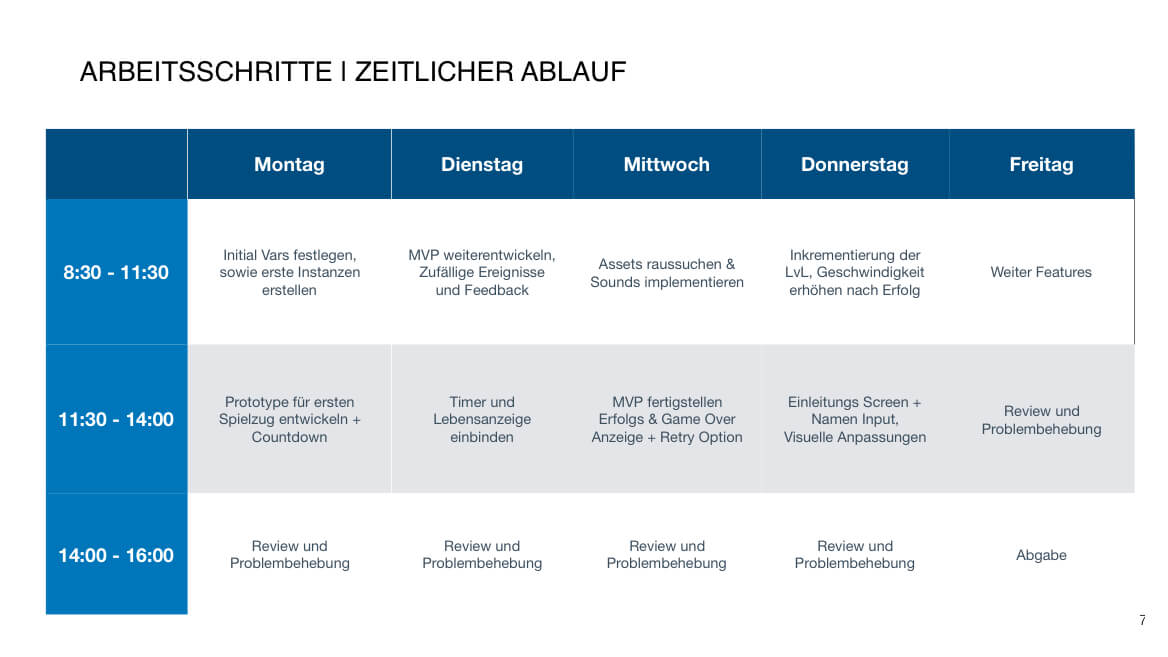 ARBEITSSCHRITTE I ZEITLICHER ABLAUF
Montag
Dienstag
Mittwoch
Donnerstag
Freitag
8:30 - 11:30
Initial Vars festlegen,
sowie erste Instanzen
erstellen
MVP weiterentwickeln,
Zufällige Ereignisse
und Feedback
Assets raussuchen &
Sounds implementieren
Inkrementierung der
LvL, Geschwindigkeit
erhöhen nach Erfolg
Weiter Features
11:30 - 14:00
Prototype für ersten
Spielzug entwickeln +
Countdown
Timer und
Lebensanzeige
einbinden
MVP fertigstellen
Erfolgs & Game Over
Anzeige + Retry Option
Einleitungs Screen +
Namen Input,
Visuelle Anpassungen
Review und
Problembehebung
14:00 - 16:00
Review und
Problembehebung
Review und
Problembehebung
Review und
Problembehebung
Review und
Problembehebung
Abgabe
7